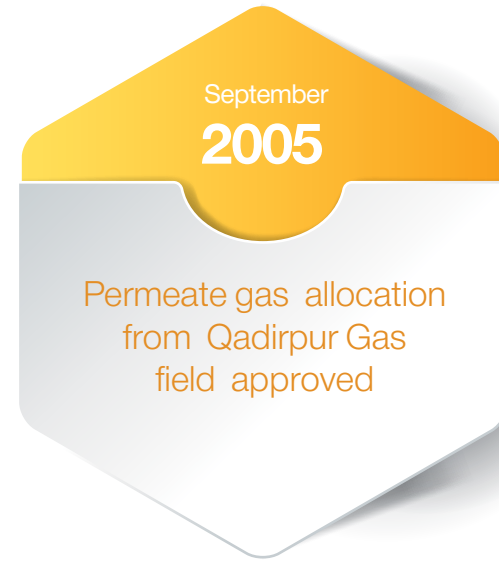 September
2005
Permeate gas allocation
from Qadirpur Gas
field approved